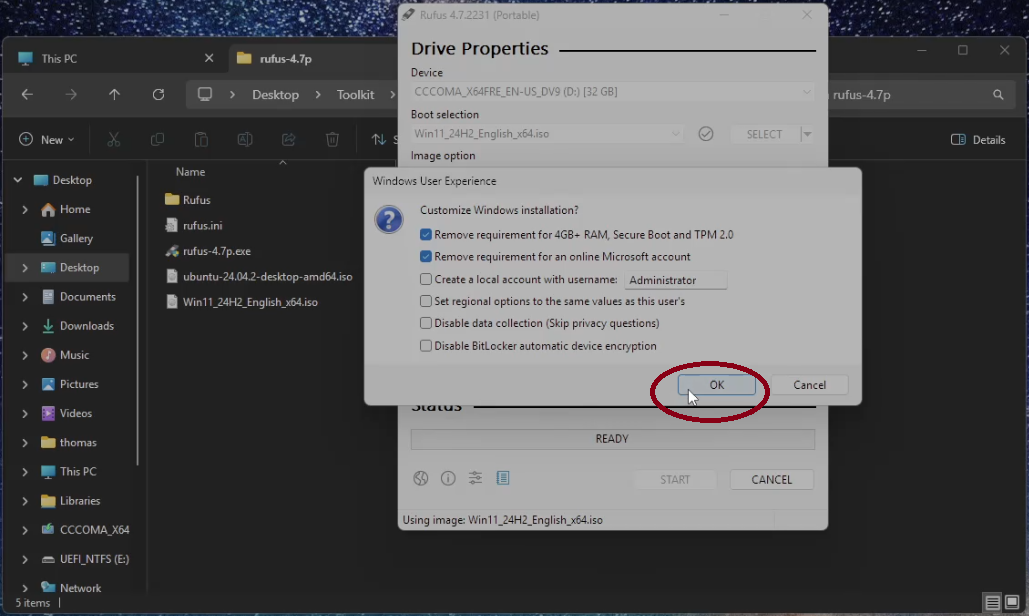 Rufus 4.7.2231 (Portable)
This PC
rufus-4.7p
Drive Properties
Device
CCCOMA_X64FRE_EN-US_DV9 (D:) [32 GB]
Desktop
Toolkit
rufus-4.7p
Boot selection
Win11_24H2_English_x64.iso
SELECT
New
S
Details
Image option
Name
Windows User Experience
Customize Windows installation?
Remove requirement for 4GB+ RAM, Secure Boot and TPM 2.0
Remove requirement for an online Microsoft account
Create a local account with username:
Administrator
Set regional options to the same values as this user's
Disable data collection (Skip privacy questions)
Disable BitLocker automatic device encryption
OK
Cancel
Desktop
Home
Gallery
Desktop
Documents
Downloads
Music
Pictures
Videos
thomas
This PC
Libraries
CCCOMA_X64
UEFI_NTFS (E:)
Network
Rufus
rufus.ini
rufus-4.7p.exe
ubuntu-24.04.2-desktop-amd64.iso
Win11_24H2_English_x64.iso
Status
READY
START
CANCEL
Using image: Win11_24H2_English_x64.iso
5 items